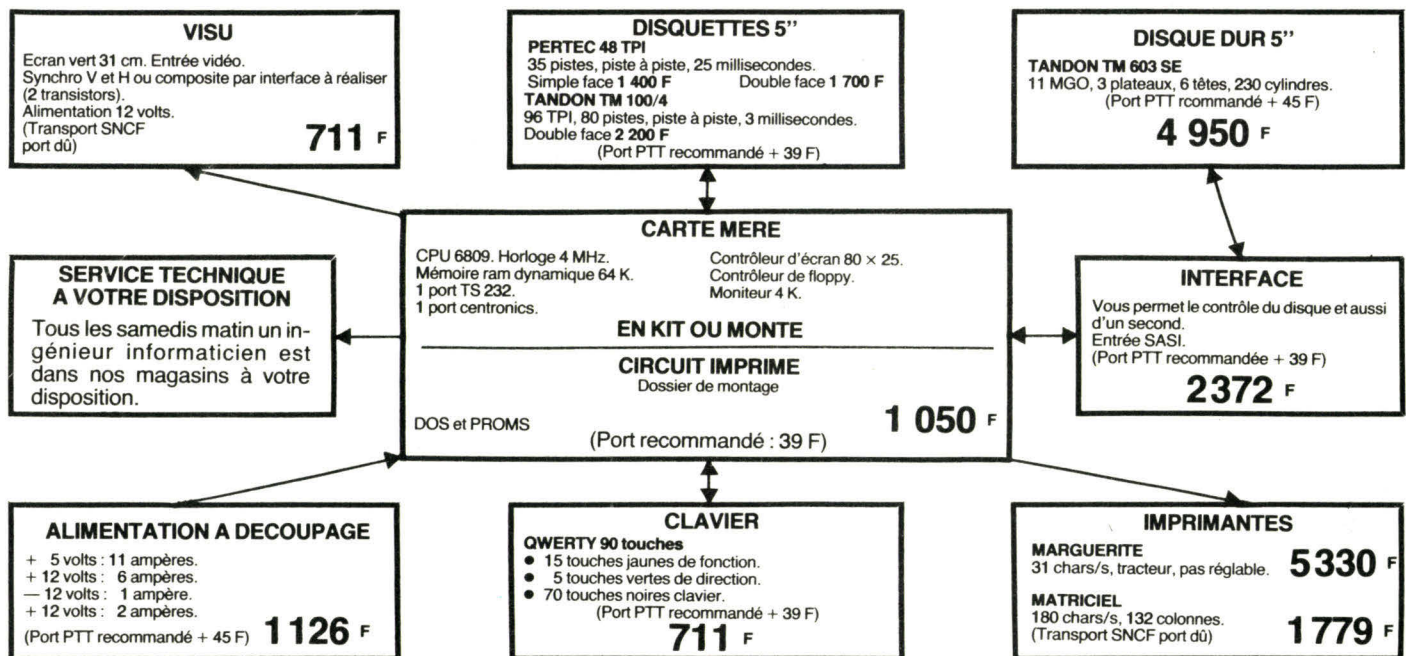 VISU
Ecran vert 31 cm. Entrée vidéo.
Synchro V et H ou composite par interface à réaliser
(2 transistors).
Alimentation 12 volts.
(Transport SNCF
port dû) 711 F
DISQUETTES 5''
PERTEC 48 TPI
35 pistes, piste à piste, 25 millisecondes.
Simple face 1 400 F Double face 1 700 F
TANDON TM 100/4
96 TPI, 80 pistes, piste à piste, 3 millisecondes.
Double face 2 200 F
(Port PTT recommandé + 39 F)
DISQUE DUR 5''
TANDON TM 603 SE
11 MGO, 3 plateaux, 6 têtes, 230 cylindres.
(Port PTT rcommandé + 45 F)
4 950 F
SERVICE TECHNIQUE
A VOTRE DISPOSITION
Tous les samedis matin un in-
génieur informaticien est
dans nos magasins à votre
disposition.
CARTE MERE
CPU 6809. Horloge 4 MHz. Contrôleur d'écran 80 × 25.
Mémoire ram dynamique 64 K. Contrôleur de floppy.
1 port TS 232. Moniteur 4 K.
1 port centronics.
EN KIT OU MONTE
CIRCUIT IMPRIME
Dossier de montage
DOS et PROMS 1 050 F
(Port recommandé : 39 F)
INTERFACE
Vous permet le contrôle du disque et aussi
d'un second.
Entrée SASI.
(Port PTT recommandée + 39 F)
2372 F
ALIMENTATION A DECOUPAGE
+ 5 volts : 11 ampères.
+ 12 volts : 6 ampères.
— 12 volts : 1 ampère.
+ 12 volts : 2 ampères.
(Port PTT recommandé + 45 F) 1126 F
CLAVIER
QWERTY 90 touches
● 15 touches jaunes de fonction.
● 5 touches vertes de direction.
● 70 touches noires clavier.
(Port PTT recommandé + 39 F)
711 F
IMPRIMANTES
MARGUERITE
31 chars/s, tracteur, pas réglable. 5330 F
MATRICIEL
180 chars/s, 132 colonnes.
(Transport SNCF port dû) 1779 F